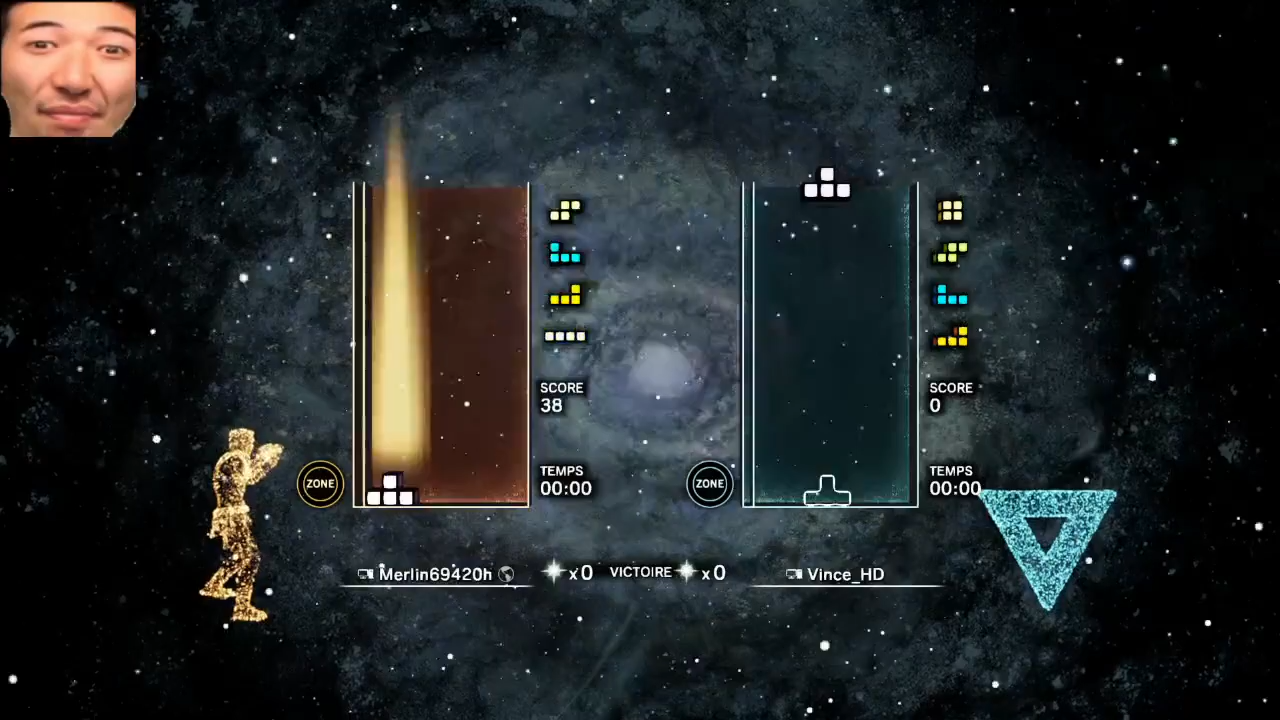 SCORE
38
TEMPS
00:00
ZONE
SCORE
0
TEMPS
00:00
ZONE
Merlin69420h
x0 VICTOIRE x0
Vince_HD